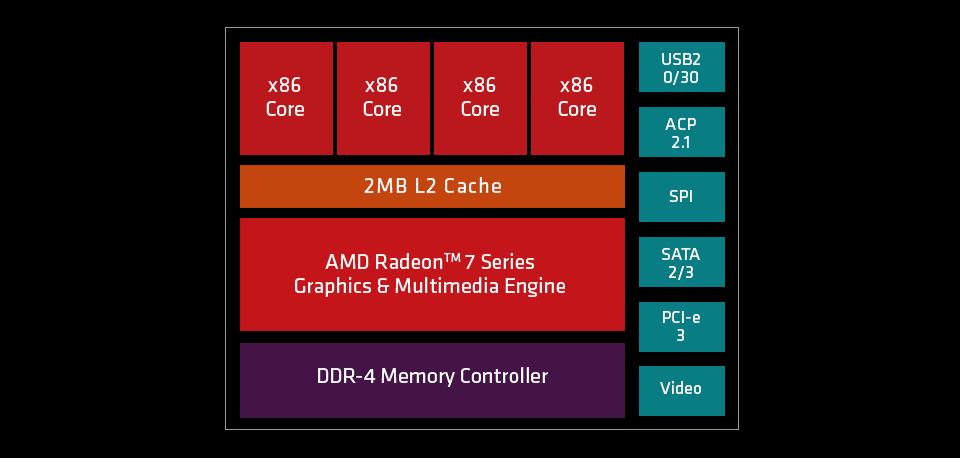 x86
Core
x86
Core
x86
Core
x86
Core
2MB L2 Cache
AMD Radeon™ 7 Series
Graphics & Multimedia Engine
DDR-4 Memory Controller
USB2
0/30
ACP
2.1
SPI
SATA
2/3
PCI-e
3
Video